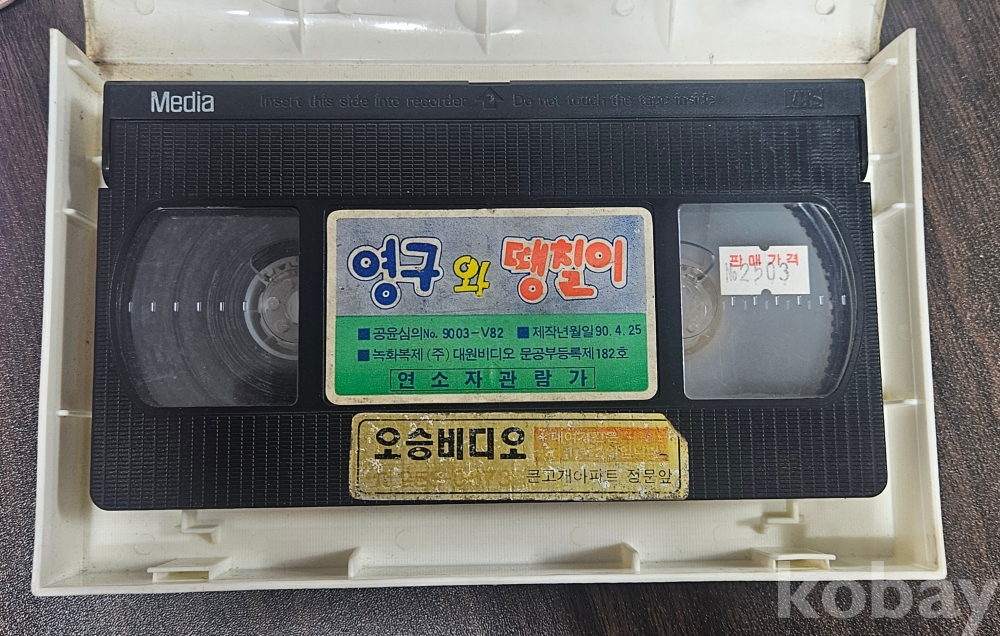 Media Insert this side into recorder Do not touch the tape inside VHS
영구와 땡칠이
판매가격
№2503
■ 공윤심의No. 9003-V82 ■ 제작년월일 90. 4. 25
■ 녹화복제 (주) 대원비디오 문공부등록제182호
연소자관람가
오승비디오
큰고개아파트 정문앞
kobay